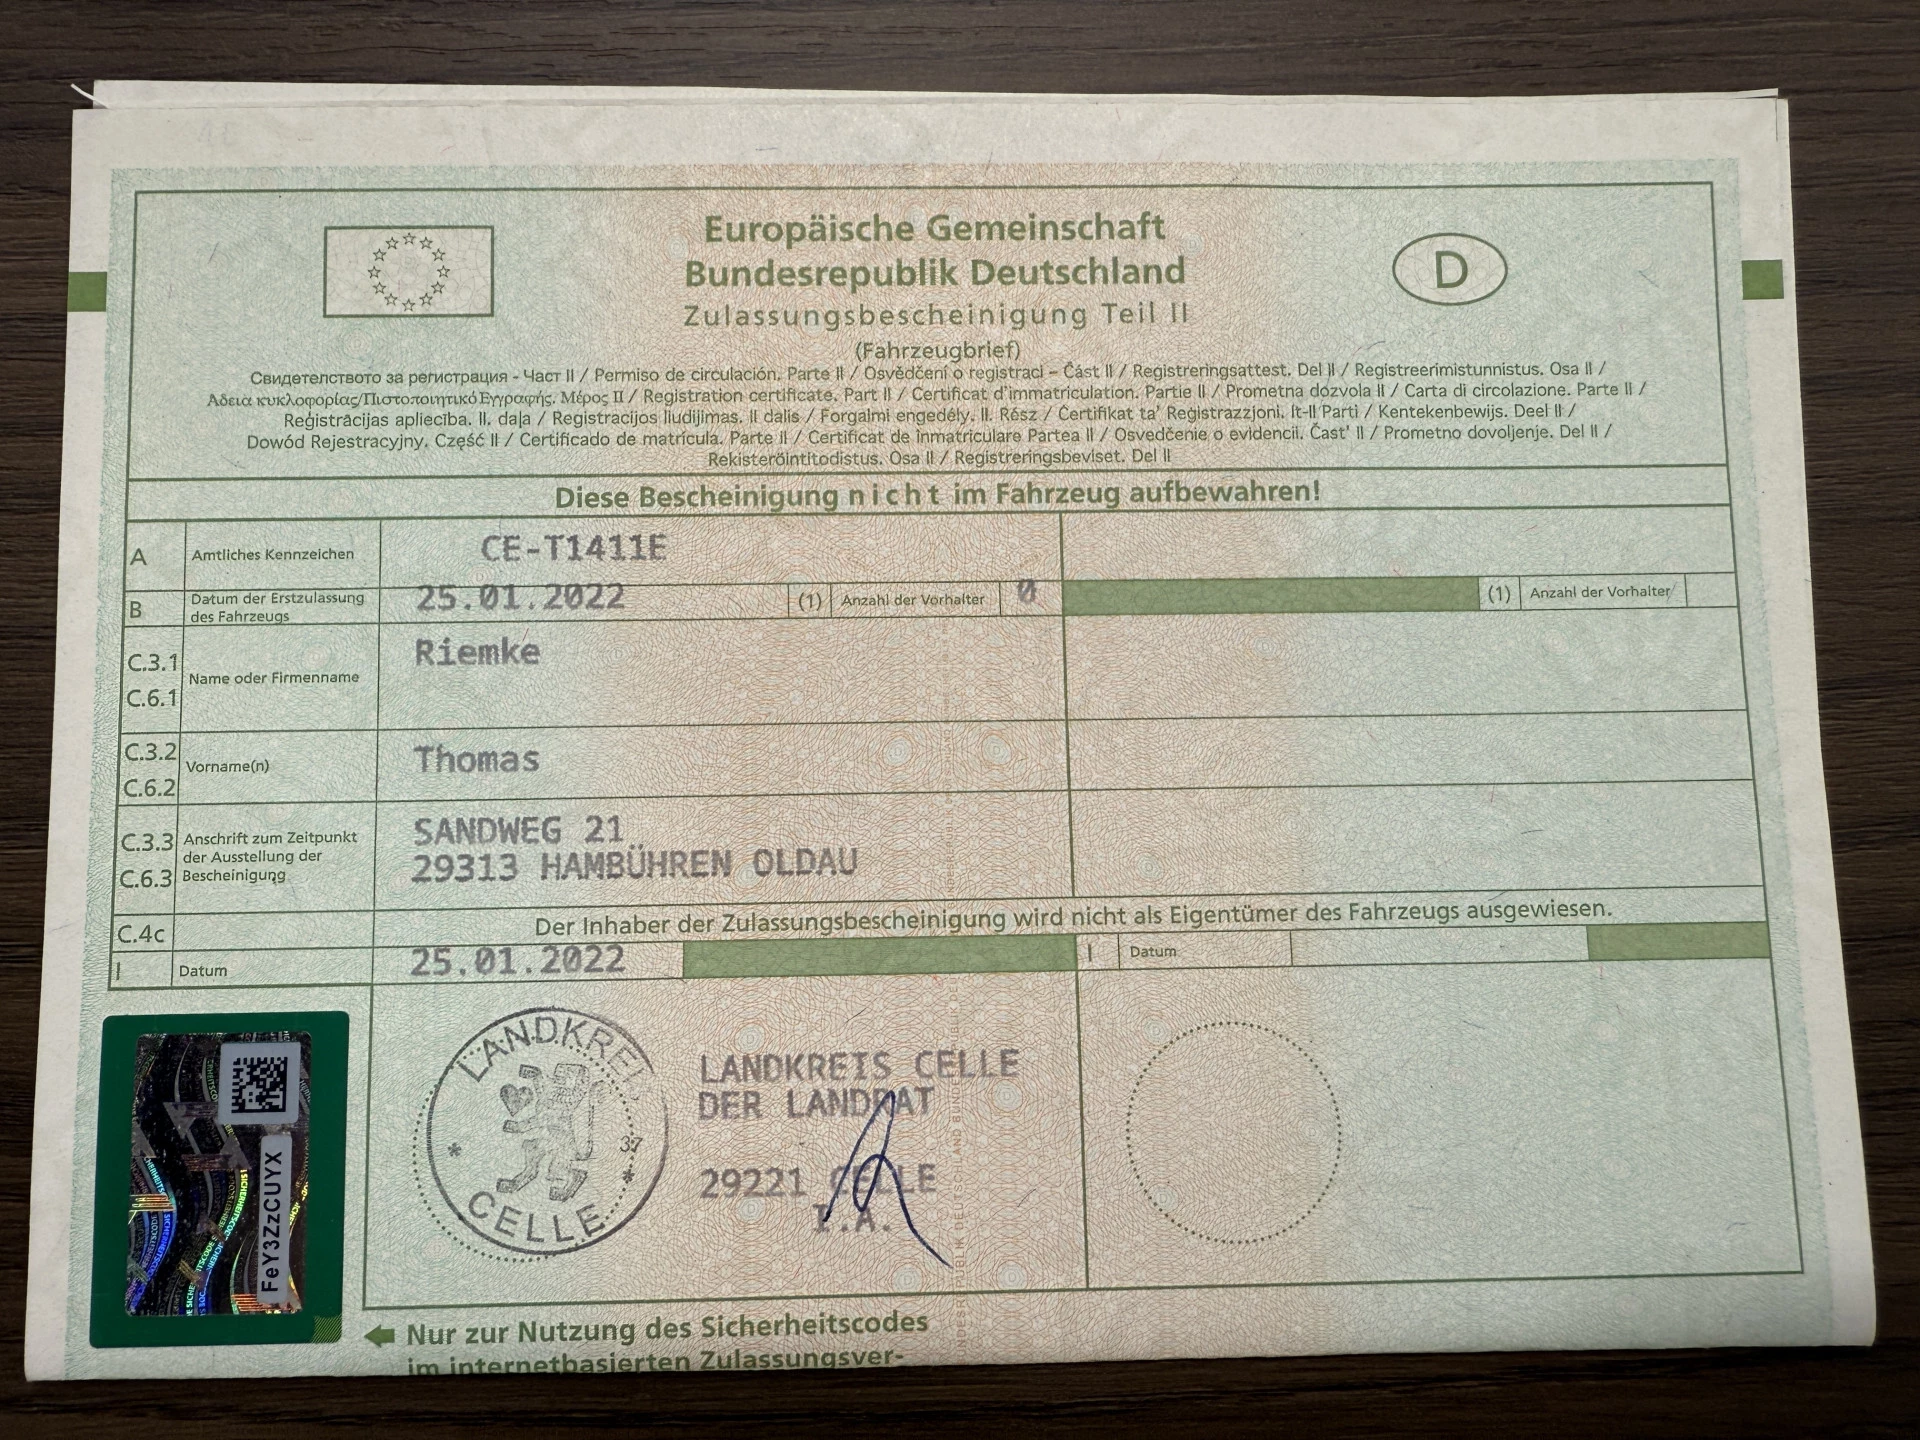 Europäische Gemeinschaft
Bundesrepublik Deutschland
D
Zulassungsbescheinigung Teil II
(Fahrzeugbrief)
Свидетелството за регистрация - Част II / Permiso de circulación. Parte II / Osvědčení o registraci – Část II / Registreringsattest. Del II / Registreerimistunnistus. Osa II /
Άδεια κυκλοφορίας/Πιστοποιητικό Εγγραφής. Μέρος II / Registration certificate. Part II / Certificat d'immatriculation. Partie II / Prometna dozvola II / Carta di circolazione. Parte II /
Reģistrācijas apliecība. II. daļa / Registracijos liudijimas. II dalis / Forgalmi engedély. II. Rész / Ċertifikat ta' Reġistrazzjoni. It-II Parti / Kentekenbewijs. Deel II /
Dowód Rejestracyjny. Część II / Certificado de matrícula. Parte II / Certificat de înmatriculare Partea II / Osvedčenie o evidencii. Časť II / Prometno dovoljenje. Del II /
Rekisteröintitodistus. Osa II / Registreringsbeviset. Del II
Diese Bescheinigung nicht im Fahrzeug aufbewahren!
A Amtliches Kennzeichen CE-T1411E
B Datum der Erstzulassung des Fahrzeugs 25.01.2022 (1) Anzahl der Vorhalter 0 (1) Anzahl der Vorhalter
C.3.1
C.6.1
Name oder Firmenname Riemke
C.3.2
C.6.2
Vorname(n) Thomas
C.3.3
C.6.3
Anschrift zum Zeitpunkt
der Ausstellung der
Bescheinigung
SANDWEG 21
29313 HAMBÜHREN OLDAU
C.4c Der Inhaber der Zulassungsbescheinigung wird nicht als Eigentümer des Fahrzeugs ausgewiesen.
I Datum 25.01.2022 I Datum
LANDKREI
37
CELLE
LANDKREIS CELLE
DER LANDRAT
29221 CELLE
I.A.
FeY3ZzCUYX
Nur zur Nutzung des Sicherheitscodes
im internetbasierten Zulassungsver-